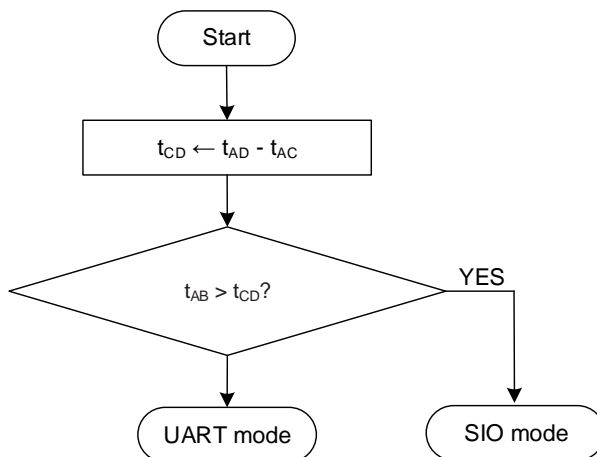 Start
tCD ← tAD - tAC
tAB > tCD?
YES
UART mode
SIO mode